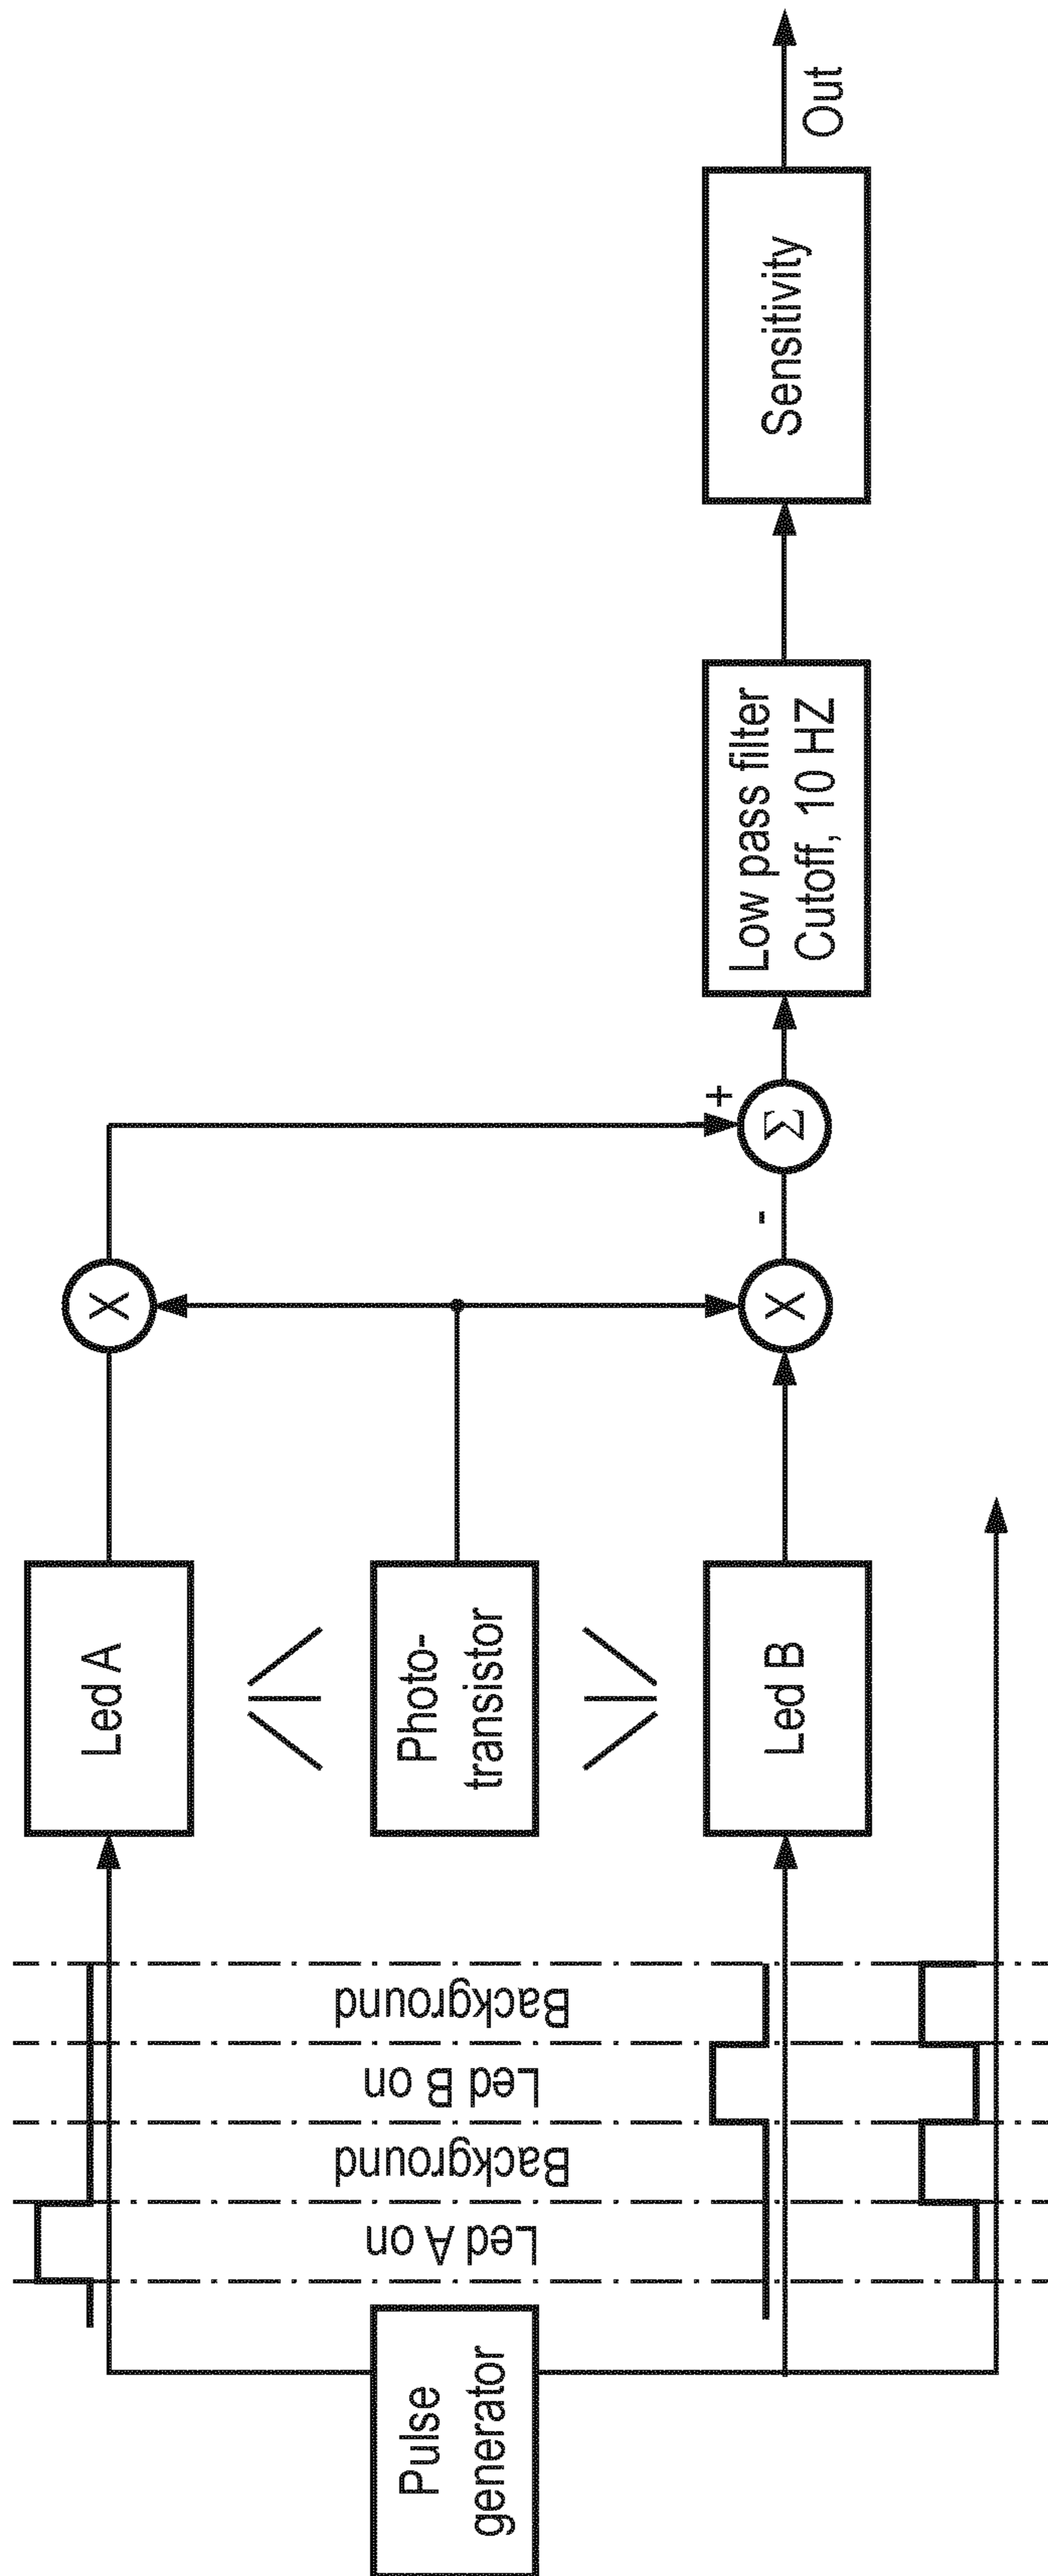 Pulse
generator
Led A on
Background
Led B on
Background
Led A
Photo-
transistor
Led B
X
X
+
-
Σ
Low pass filter
Cutoff, 10 HZ
Sensitivity
Out